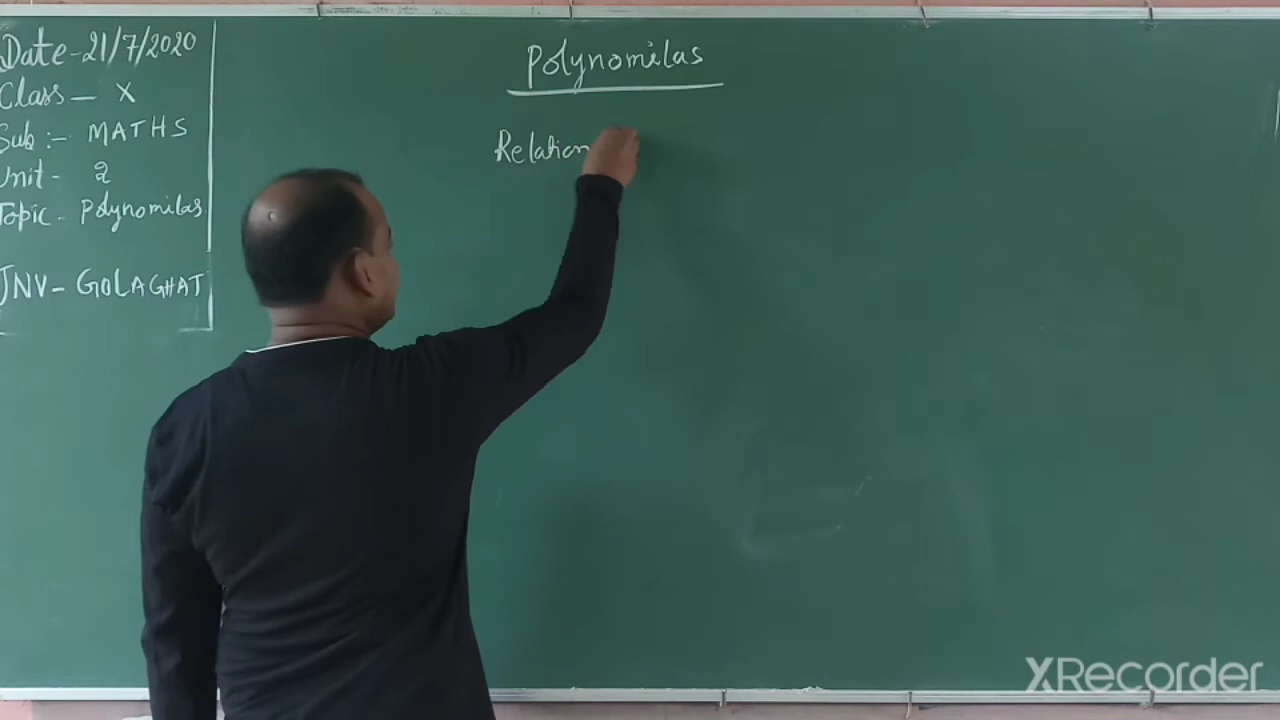 Date-21/7/2020
Class- X
Sub:- MATHS
Unit- 2
Topic- Polynomilas
JNV- GOLAGHAT
Polynomilas
Relation
XRecorder